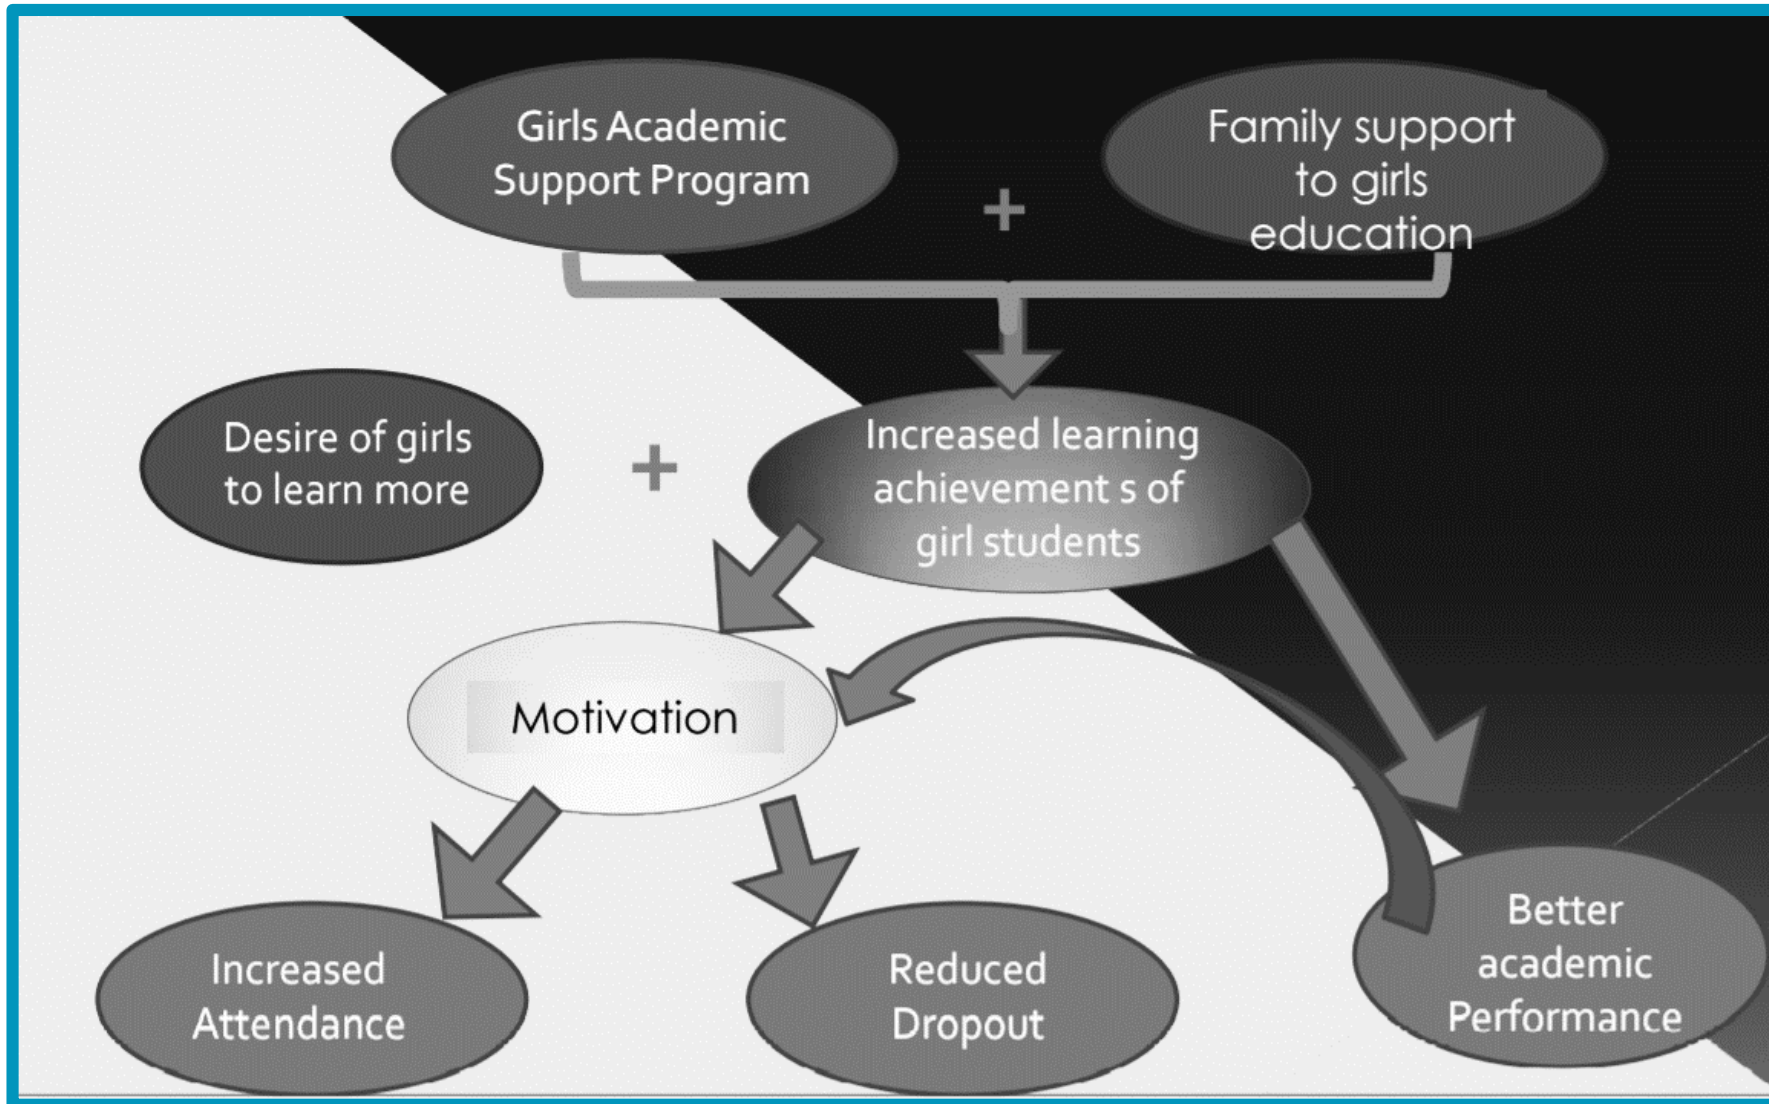 Girls Academic
Support Program
+
Family support
to girls
education
Desire of girls
to learn more
+
Increased learning
achievement s of
girl students
Motivation
Increased
Attendance
Reduced
Dropout
Better
academic
Performance